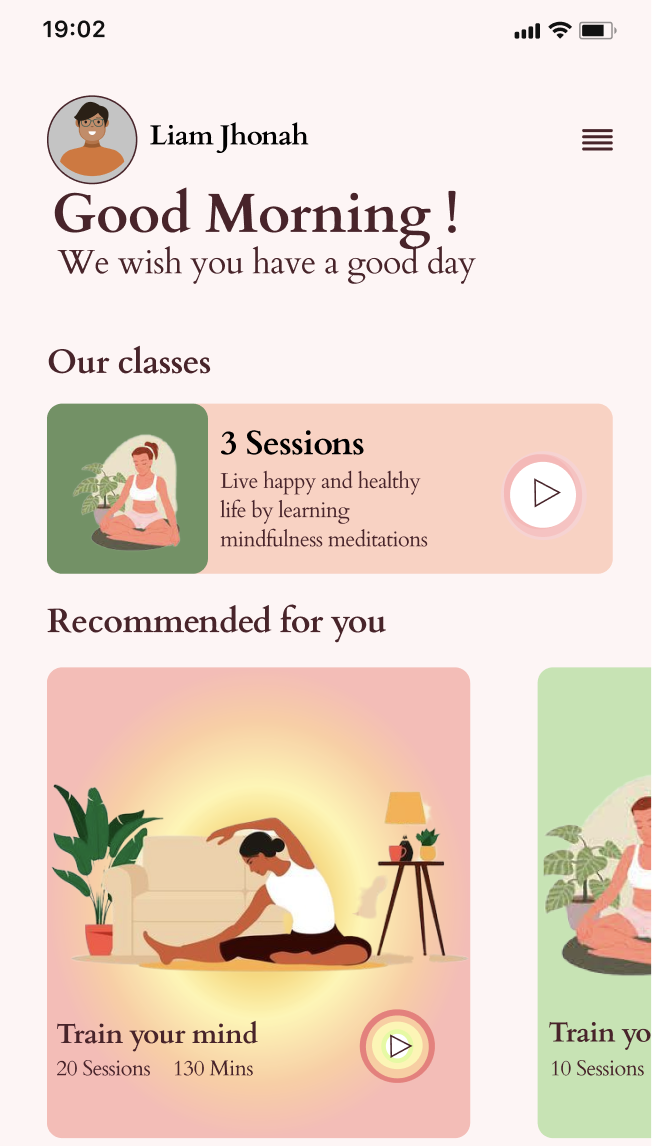 19:02
Liam Jhonah
Good Morning !
We wish you have a good day
Our classes
3 Sessions
Live happy and healthy
life by learning
mindfulness meditations
Recommended for you
Train your mind
20 Sessions 130 Mins
Train yo
10 Sessions